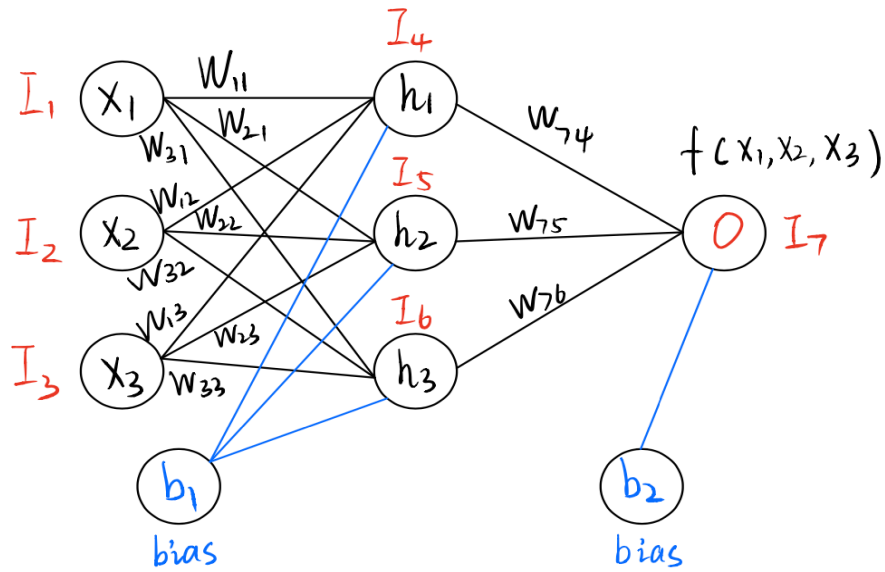 I₄
I₁ X₁ W₁₁ h₁
W₂₁ W₇₄
W₃₁ f(x₁,x₂,x₃)
I₅
W₁₂
I₂ X₂ W₂₂ h₂ W₇₅ O I₇
W₃₂
I₆ W₇₆
W₁₃ W₂₃
I₃ X₃ W₃₃ h₃
b₁ b₂
bias bias